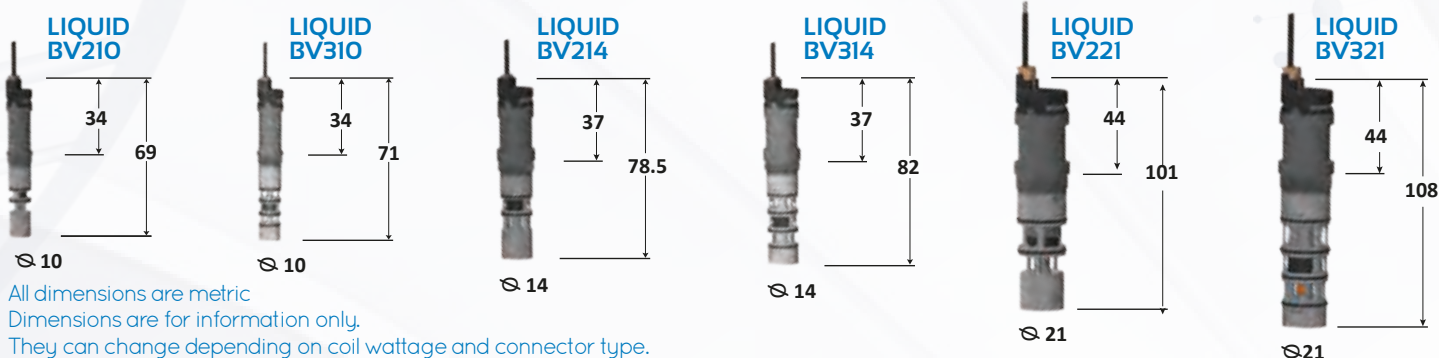 LIQUID
BV210
LIQUID
BV310
LIQUID
BV214
LIQUID
BV314
LIQUID
BV221
LIQUID
BV321
34
69
34
71
37
78.5
37
82
44
101
44
108
⌀ 10
⌀ 10
⌀ 14
⌀ 14
⌀ 21
⌀21
All dimensions are metric
Dimensions are for information only.
They can change depending on coil wattage and connector type.